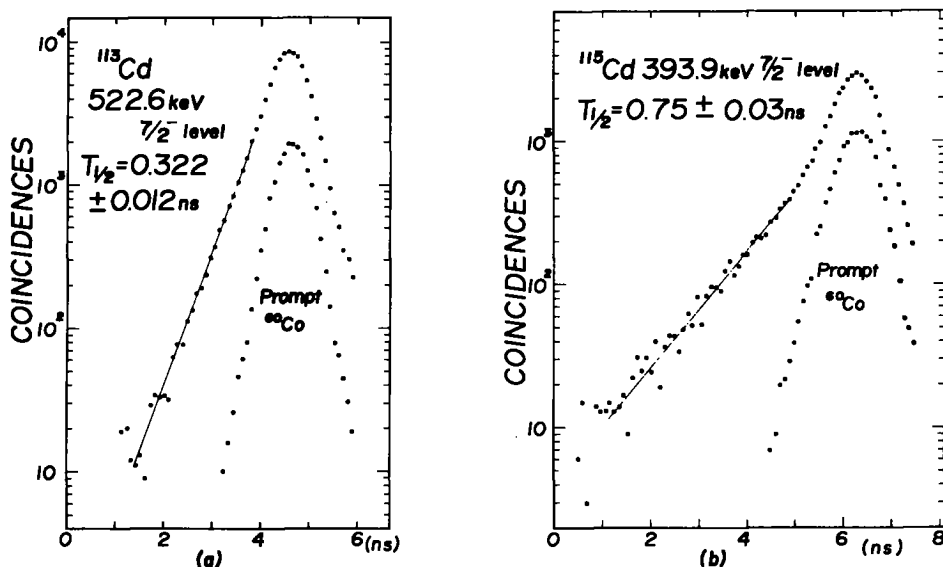 10⁴
10³
10²
10
COINCIDENCES
¹¹³Cd
522.6 keV
7/2⁻ level
T1/2=0.322
±0.012 ns
Prompt
⁶⁰Co
0 2 4 6 (ns)
(a)
10³
10²
10
COINCIDENCES
¹¹⁵Cd 393.9 keV 7/2⁻ level
T1/2=0.75 ± 0.03 ns
Prompt
⁶⁰Co
0 2 4 6 (ns) 8
(b)